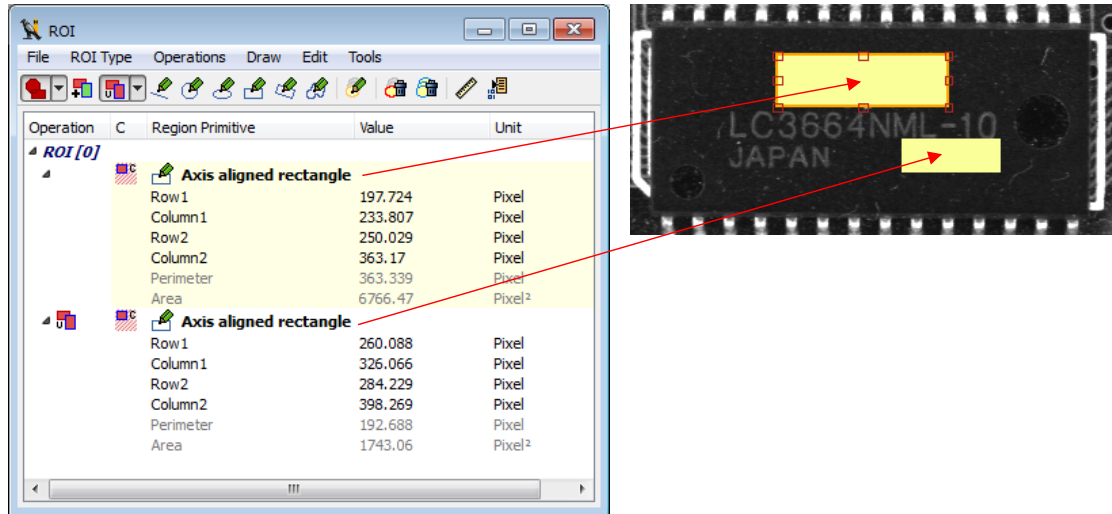 ROI
File ROI Type Operations Draw Edit Tools
Operation C Region Primitive Value Unit
ROI [0]
C Axis aligned rectangle
Row1 197.724 Pixel
Column1 233.807 Pixel
Row2 250.029 Pixel
Column2 363.17 Pixel
Perimeter 363.339 Pixel
Area 6766.47 Pixel²
U C Axis aligned rectangle
Row1 260.088 Pixel
Column1 326.066 Pixel
Row2 284.229 Pixel
Column2 398.269 Pixel
Perimeter 192.688 Pixel
Area 1743.06 Pixel²
LC3664NML-10
JAPAN